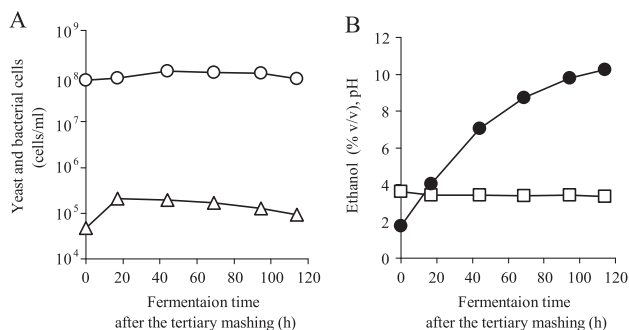 A
Yeast and bacterial cells
(cells/ml)
10⁹
10⁸
10⁷
10⁶
10⁵
10⁴
0 20 40 60 80 100 120
Fermentaion time
after the tertiary mashing (h)
B
Ethanol (% v/v), pH
12
10
8
6
4
2
0
0 20 40 60 80 100 120
Fermentaion time
after the tertiary mashing (h)